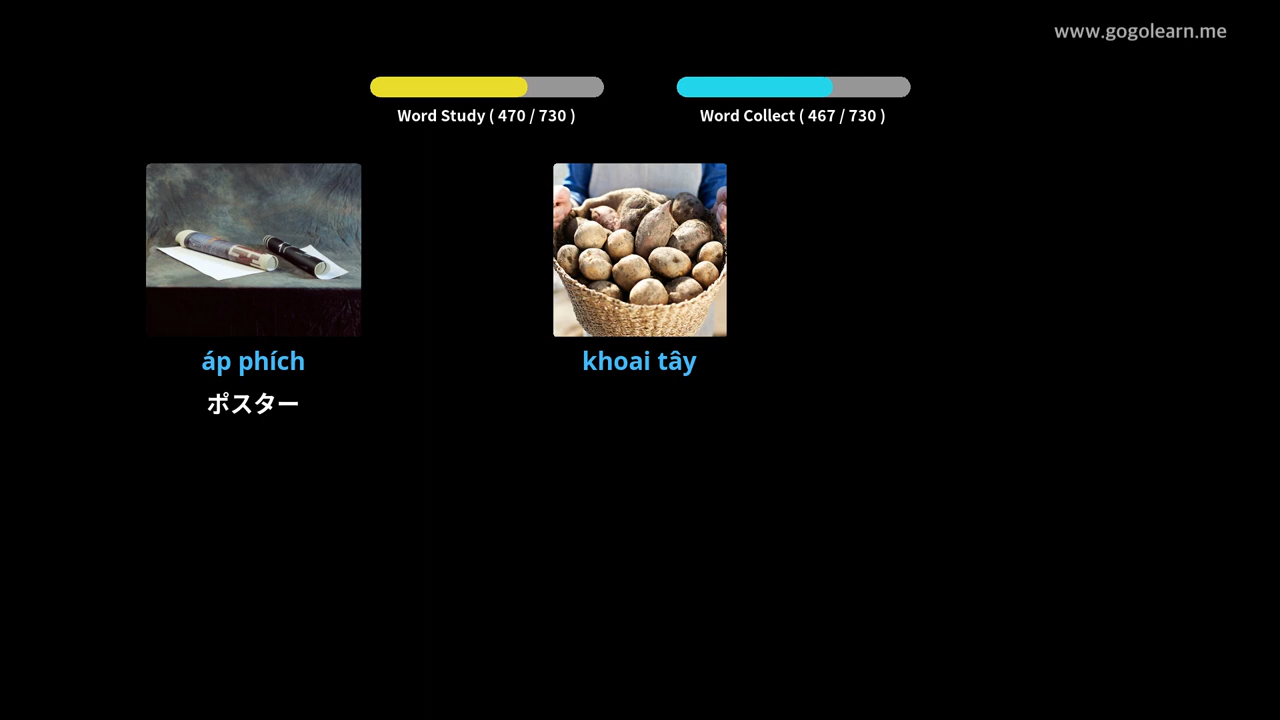 www.gogolearn.me
Word Study ( 470 / 730 )
Word Collect ( 467 / 730 )
áp phích
ポスター
khoai tây